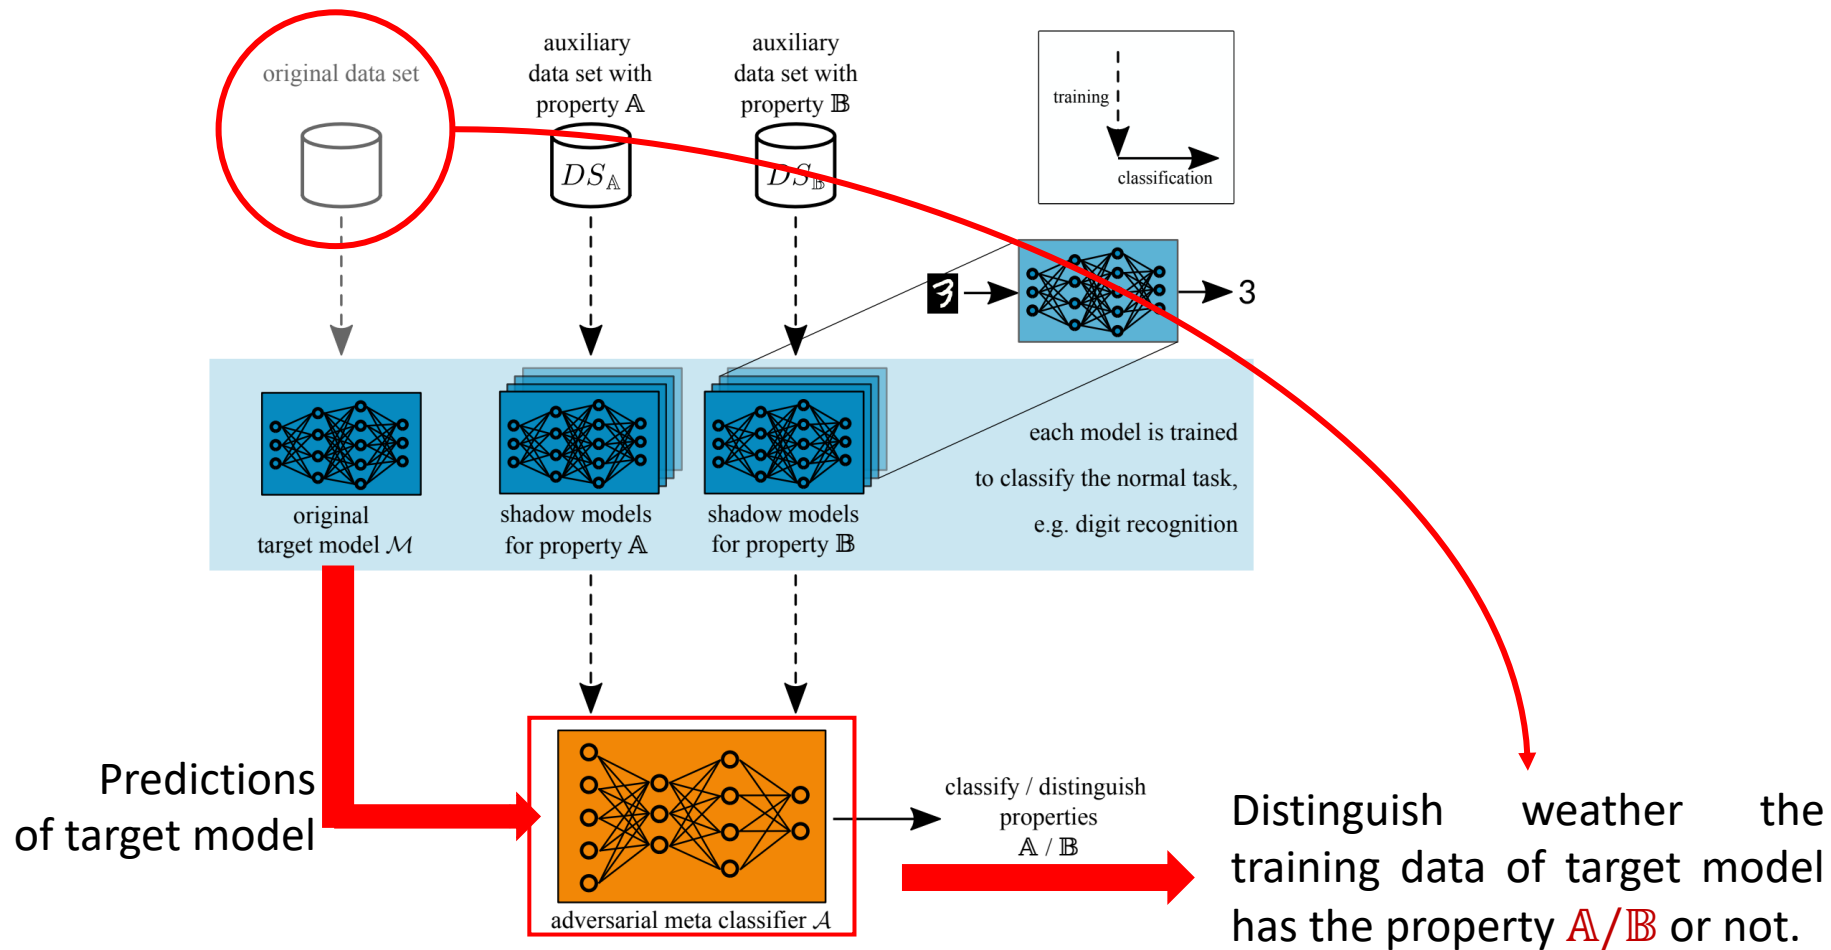 original data set
auxiliary
data set with
property 𝔸
auxiliary
data set with
property 𝔹
DS𝔸
DS𝔹
training
classification
3
3
original
target model ℳ
shadow models
for property 𝔸
shadow models
for property 𝔹
each model is trained
to classify the normal task,
e.g. digit recognition
Predictions
of target model
adversarial meta classifier 𝒜
classify / distinguish
properties
𝔸 / 𝔹
Distinguish weather the
training data of target model
has the property 𝔸/𝔹 or not.